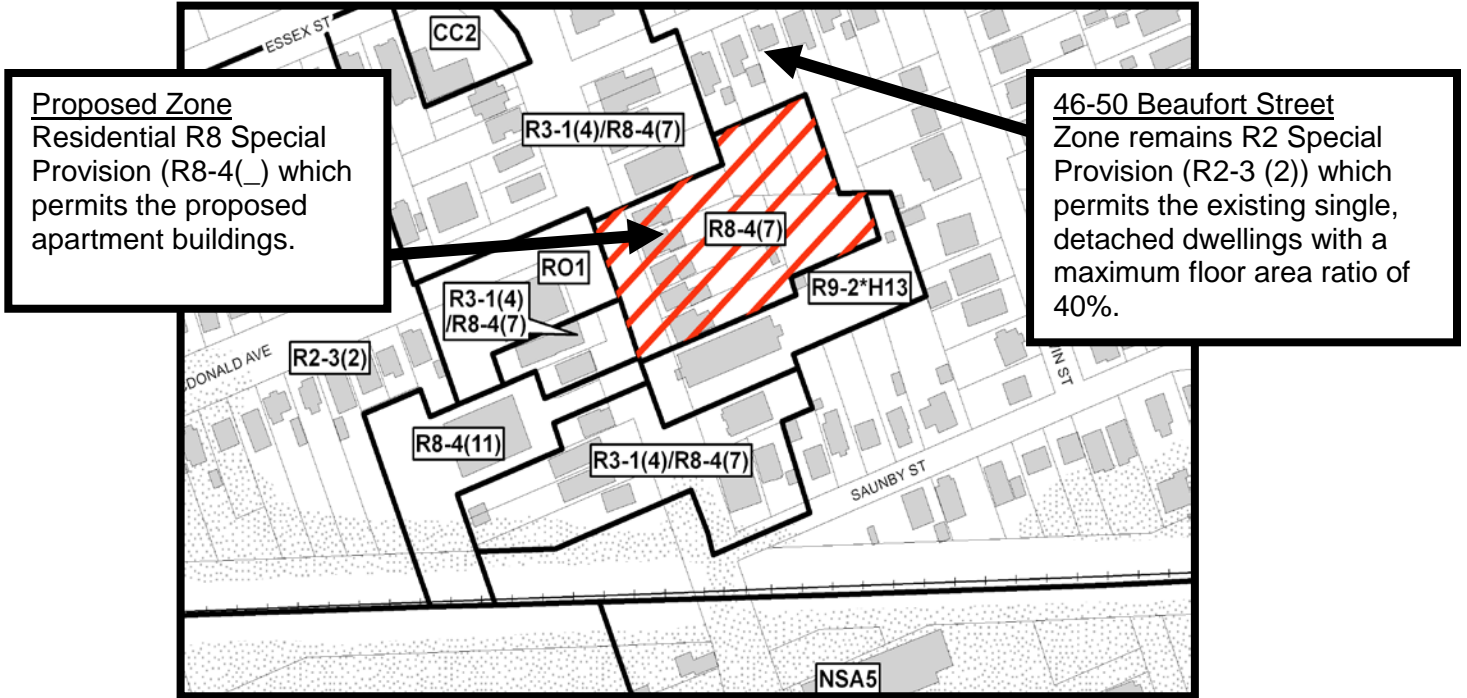 ESSEX ST
CC2
Proposed Zone
Residential R8 Special
Provision (R8-4(_) which
permits the proposed
apartment buildings.
46-50 Beaufort Street
Zone remains R2 Special
Provision (R2-3 (2)) which
permits the existing single,
detached dwellings with a
maximum floor area ratio of
40%.
R3-1(4)/R8-4(7)
R8-4(7)
RO1
R9-2*H13
R3-1(4)
/R8-4(7)
R2-3(2)
DONALD AVE
WIN ST
R8-4(11)
R3-1(4)/R8-4(7)
SAUNBY ST
NSA5